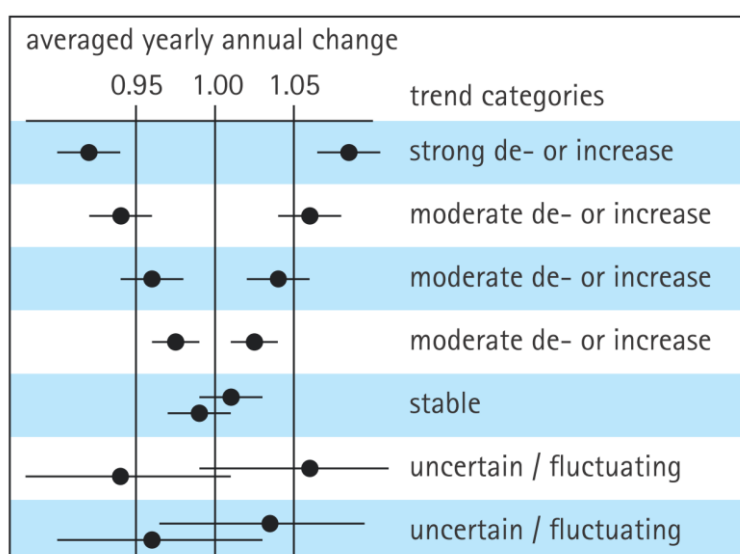 averaged yearly annual change
0.95 1.00 1.05
trend categories
strong de- or increase
moderate de- or increase
moderate de- or increase
moderate de- or increase
stable
uncertain / fluctuating
uncertain / fluctuating